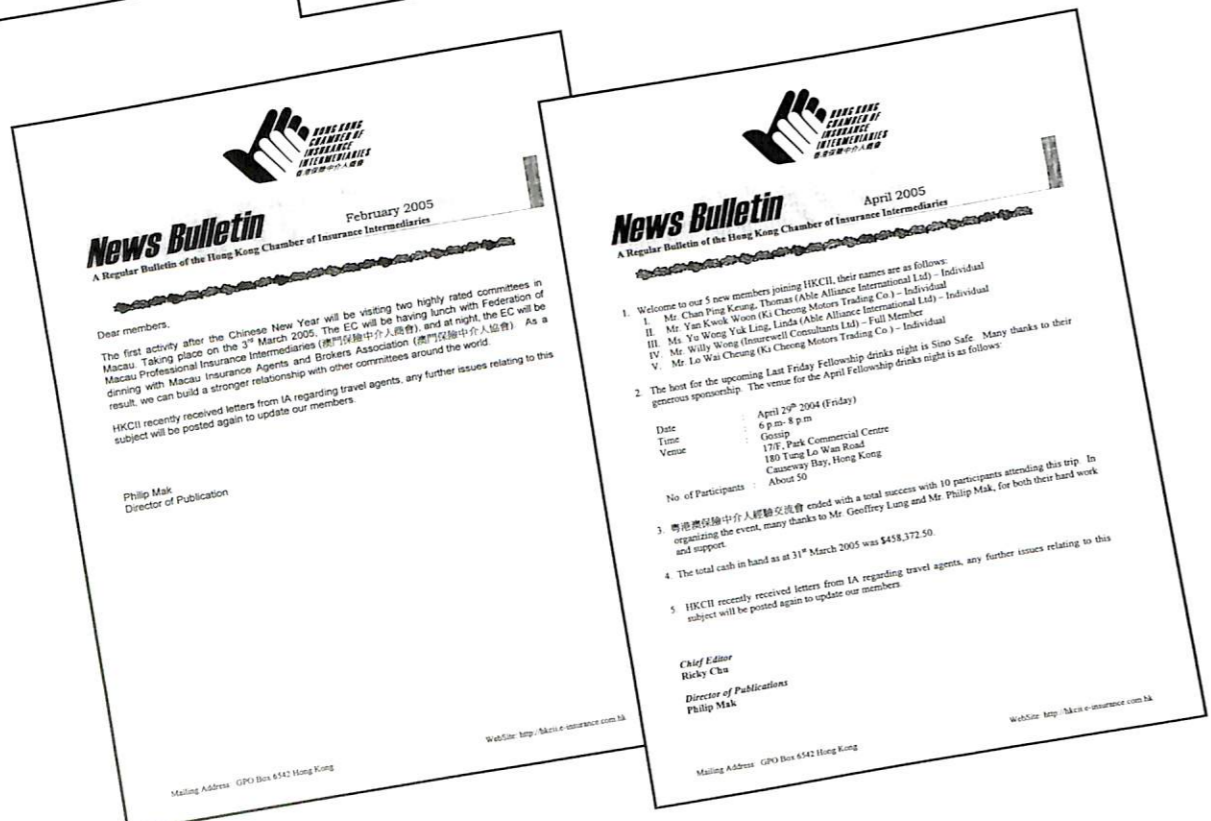 HONG KONG
CHAMBER OF
INSURANCE
INTERMEDIARIES
香港保險中介人總會
News Bulletin
February 2005
A Regular Bulletin of the Hong Kong Chamber of Insurance Intermediaries
Dear members,
The first activity after the Chinese New Year will be visiting two highly rated committees in
Macau. Taking place on the 3rd March 2005, The EC will be having lunch with Federation of
Macau Professional Insurance Intermediaries (澳門保險中介人商會), and at night, the EC will be
dinning with Macau Insurance Agents and Brokers Association (澳門保險中介人協會). As a
result, we can build a stronger relationship with other committees around the world.
HKCII recently received letters from IA regarding travel agents, any further issues relating to this
subject will be posted again to update our members.
Philip Mak
Director of Publication
WebSite: http://hkcii.e-insurance.com.hk
Mailing Address : GPO Box 6542 Hong Kong
HONG KONG
CHAMBER OF
INSURANCE
INTERMEDIARIES
香港保險中介人總會
News Bulletin
April 2005
A Regular Bulletin of the Hong Kong Chamber of Insurance Intermediaries
1. Welcome to our 5 new members joining HKCII, their names are as follows:
I. Mr. Chan Ping Keung, Thomas (Able Alliance International Ltd) – Individual
II. Mr. Yan Kwok Woon (Ki Cheong Motors Trading Co.) – Individual
III. Ms. Yu Wong Yuk Ling, Linda (Able Alliance International Ltd) – Individual
IV. Mr. Willy Wong (Insurewell Consultants Ltd) – Full Member
V. Mr. Lo Wai Cheung (Ki Cheong Motors Trading Co.) – Individual
2. The host for the upcoming Last Friday Fellowship drinks night is Sino Safe. Many thanks to their
generous sponsorship. The venue for the April Fellowship drinks night is as follows:
Date : April 29th 2004 (Friday)
Time : 6 p.m- 8 p.m
Venue : Gossip
17/F, Park Commercial Centre
180 Tung Lo Wan Road
Causeway Bay, Hong Kong
No. of Participants : About 50
3. 粵港澳保險中介人經驗交流會 ended with a total success with 10 participants attending this trip. In
organizing the event, many thanks to Mr. Geoffrey Lung and Mr. Philip Mak, for both their hard work
and support.
4. The total cash in hand as at 31st March 2005 was $458,372.50.
5. HKCII recently received letters from IA regarding travel agents, any further issues relating to this
subject will be posted again to update our members.
Chief Editor
Ricky Chu
Director of Publications
Philip Mak
WebSite: http://hkcii.e-insurance.com.hk
Mailing Address : GPO Box 6542 Hong Kong